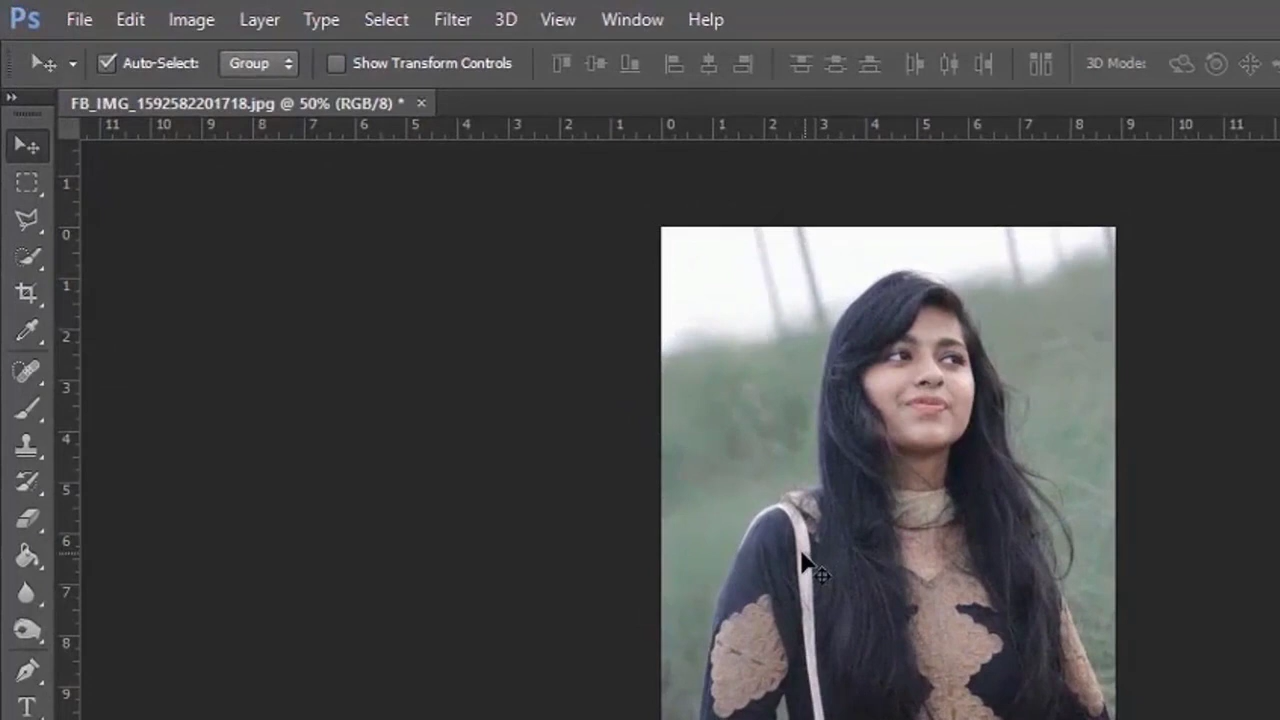 Ps File Edit Image Layer Type Select Filter 3D View Window Help
Auto-Select: Group Show Transform Controls 3D Mode:
FB_IMG_1592582201718.jpg @ 50% (RGB/8) * ×
11 10 9 8 7 6 5 4 3 2 1 0 1 2 3 4 5 6 7 8 9 10 11
1
0
1
2
3
4
5
6
7
8
9
T